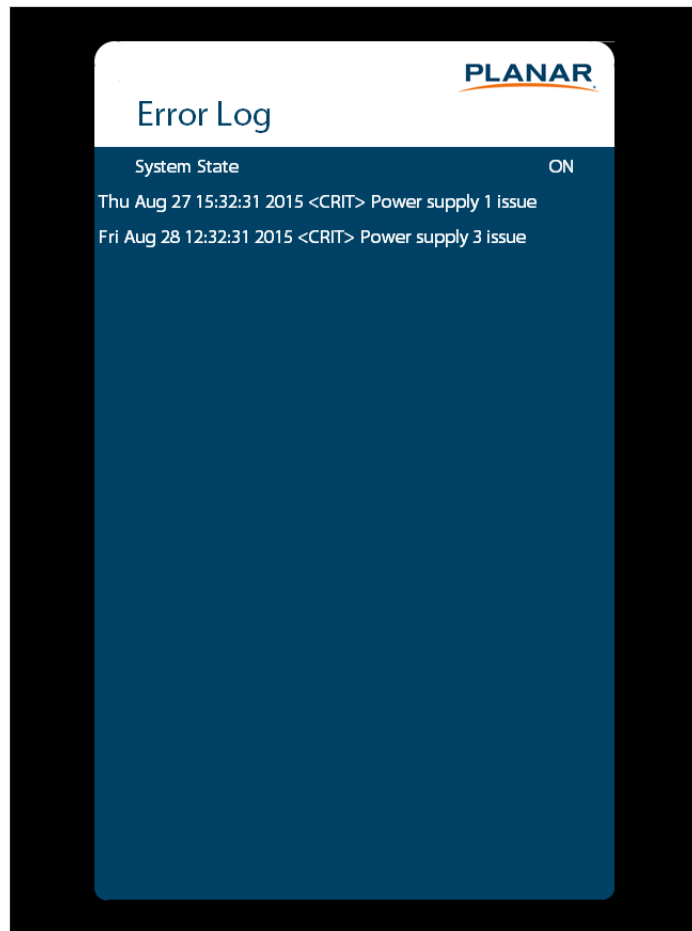 PLANAR
Error Log
System State ON
Thu Aug 27 15:32:31 2015 <CRIT> Power supply 1 issue
Fri Aug 28 12:32:31 2015 <CRIT> Power supply 3 issue